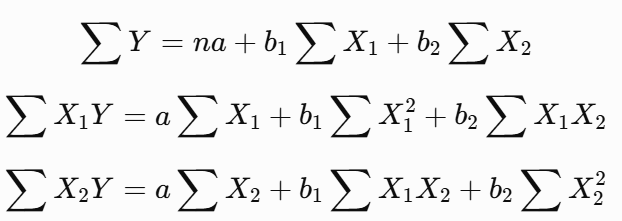 ∑ Y = na + b₁ ∑ X₁ + b₂ ∑ X₂
∑ X₁Y = a ∑ X₁ + b₁ ∑ X₁² + b₂ ∑ X₁X₂
∑ X₂Y = a ∑ X₂ + b₁ ∑ X₁X₂ + b₂ ∑ X₂²